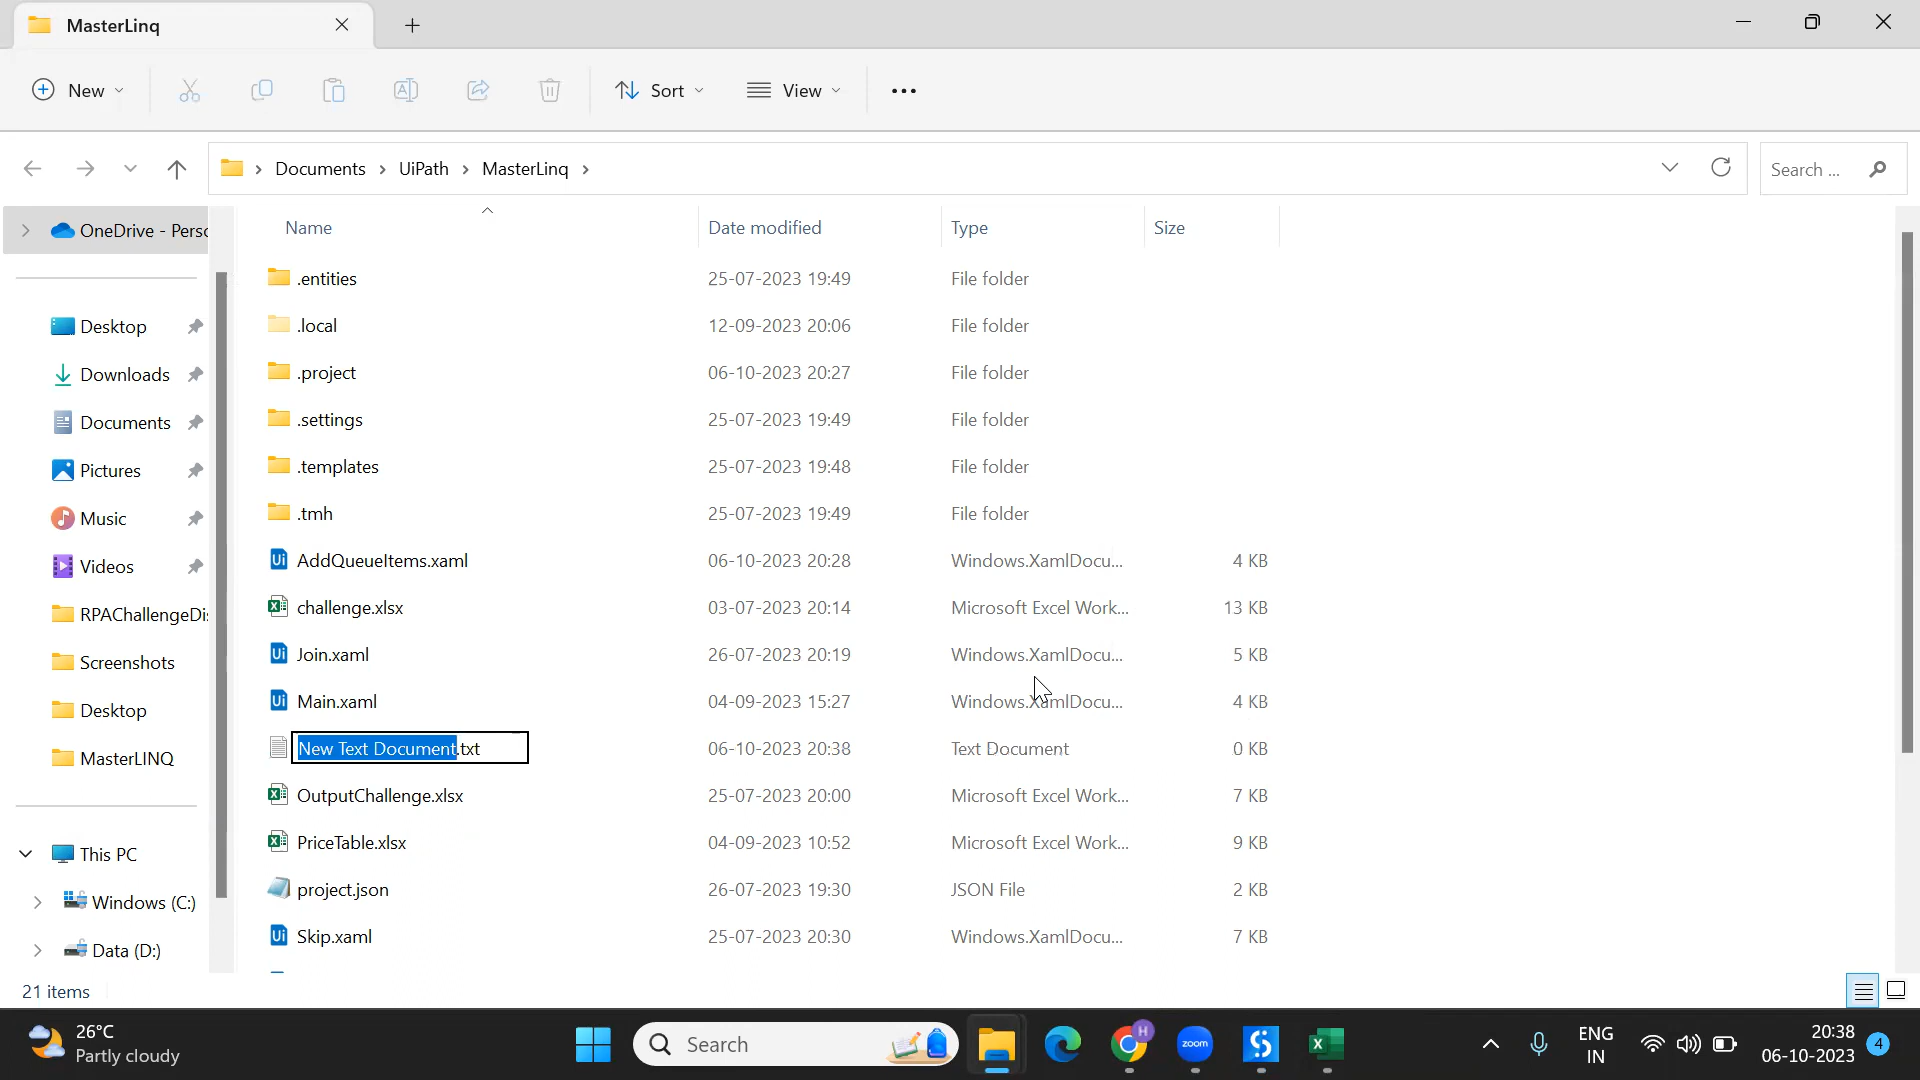 MasterLinq
New
Sort
View
Documents
UiPath
MasterLinq
Search ...
OneDrive - Perso
Desktop
Downloads
Documents
Pictures
Music
Videos
RPAChallengeDi
Screenshots
Desktop
MasterLINQ
This PC
Windows (C:)
Data (D:)
Name Date modified Type Size
.entities 25-07-2023 19:49 File folder
.local 12-09-2023 20:06 File folder
.project 06-10-2023 20:27 File folder
.settings 25-07-2023 19:49 File folder
.templates 25-07-2023 19:48 File folder
.tmh 25-07-2023 19:49 File folder
AddQueueItems.xaml 06-10-2023 20:28 Windows.XamlDocu... 4 KB
challenge.xlsx 03-07-2023 20:14 Microsoft Excel Work... 13 KB
Join.xaml 26-07-2023 20:19 Windows.XamlDocu... 5 KB
Main.xaml 04-09-2023 15:27 Windows.XamlDocu... 4 KB
New Text Document.txt 06-10-2023 20:38 Text Document 0 KB
OutputChallenge.xlsx 25-07-2023 20:00 Microsoft Excel Work... 7 KB
PriceTable.xlsx 04-09-2023 10:52 Microsoft Excel Work... 9 KB
project.json 26-07-2023 19:30 JSON File 2 KB
Skip.xaml 25-07-2023 20:30 Windows.XamlDocu... 7 KB
21 items
26°C
Partly cloudy
Search
H
zoom
ENG
IN
20:38
06-10-2023
4